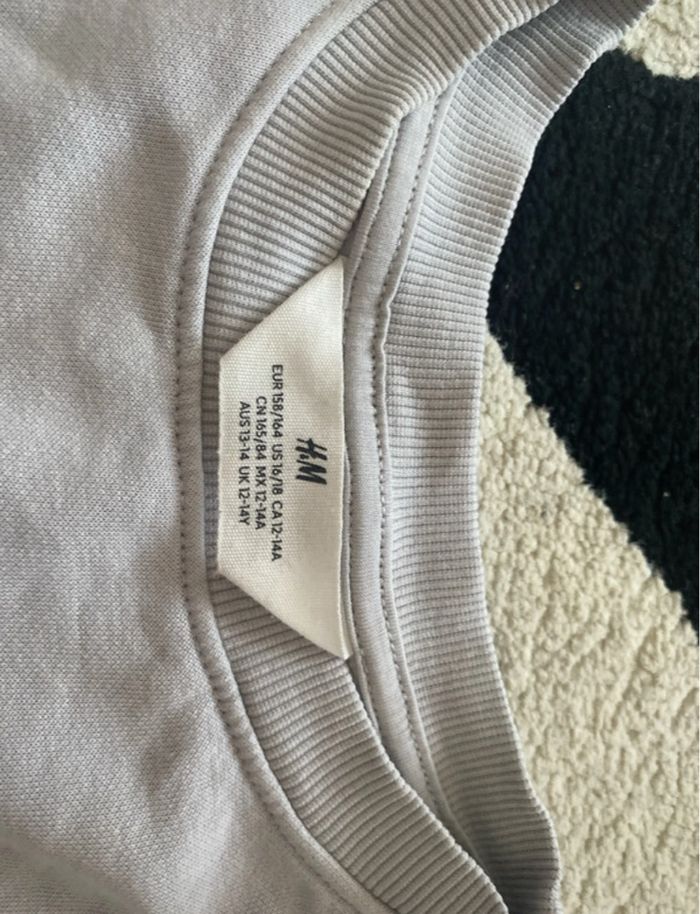 H&M
EUR 158/164 US 16/18 CA 12-14A
CN 165/84 MX 12-14A
AUS 13-14 UK 12-14Y